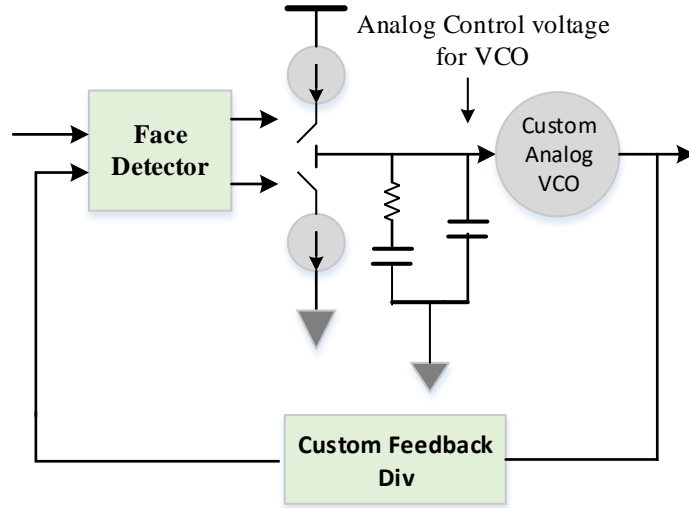 Analog Control voltage
for VCO
Face
Detector
Custom
Analog
VCO
Custom Feedback
Div